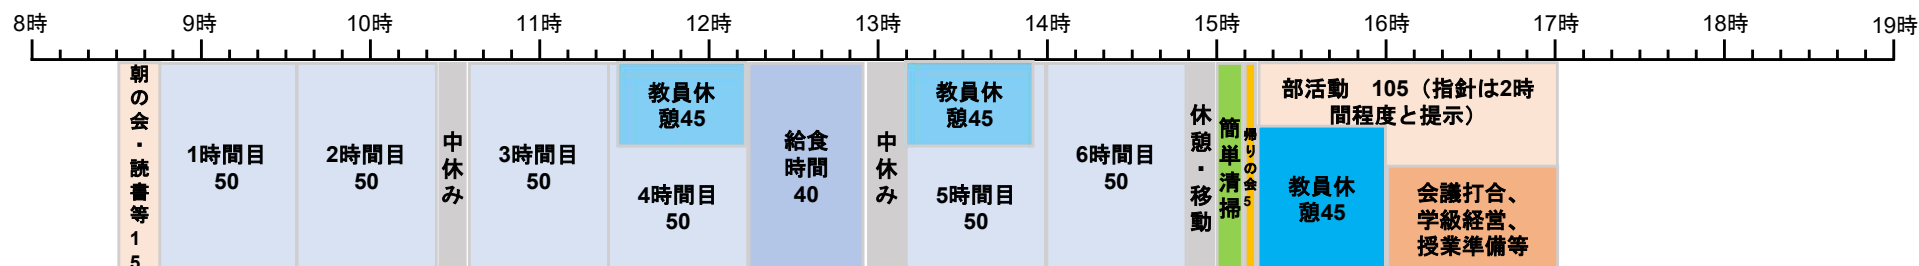 8時 9時 10時 11時 12時 13時 14時 15時 16時 17時 18時 19時
朝の会・読書等15
1時間目
50
2時間目
50
中休み
3時間目
50
教員休
憩45
4時間目
50
給食
時間
40
中休み
教員休
憩45
5時間目
50
6時間目
50
休憩・移動
簡単清掃
帰りの会5
部活動 105(指針は2時
間程度と提示)
教員休
憩45
会議打合、
学級経営、
授業準備等